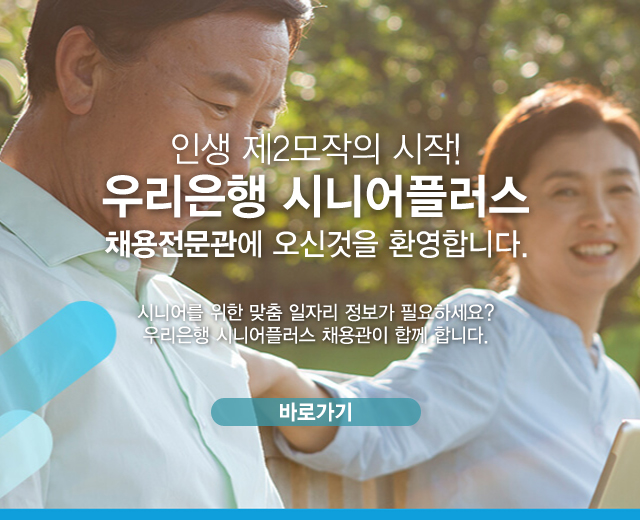 인생 제2모작의 시작!
우리은행 시니어플러스
채용전문관에 오신것을 환영합니다.
시니어를 위한 맞춤 일자리 정보가 필요하세요?
우리은행 시니어플러스 채용관이 합께 합니다.
바로가기